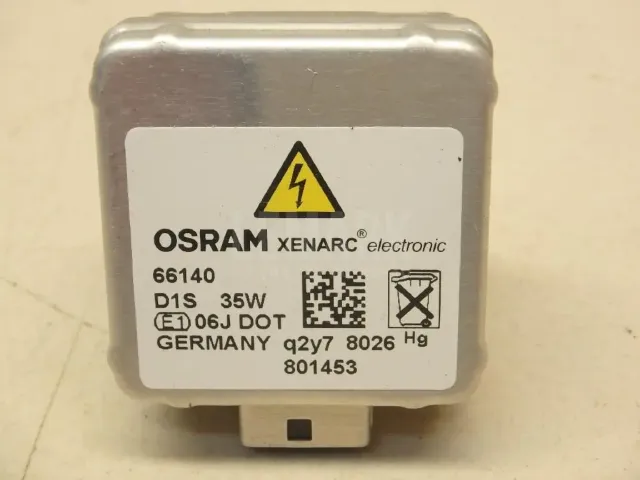 OSRAM XENARC® electronic
66140
D1S 35W
E1 06J DOT
GERMANY q2y7 8026 Hg
801453